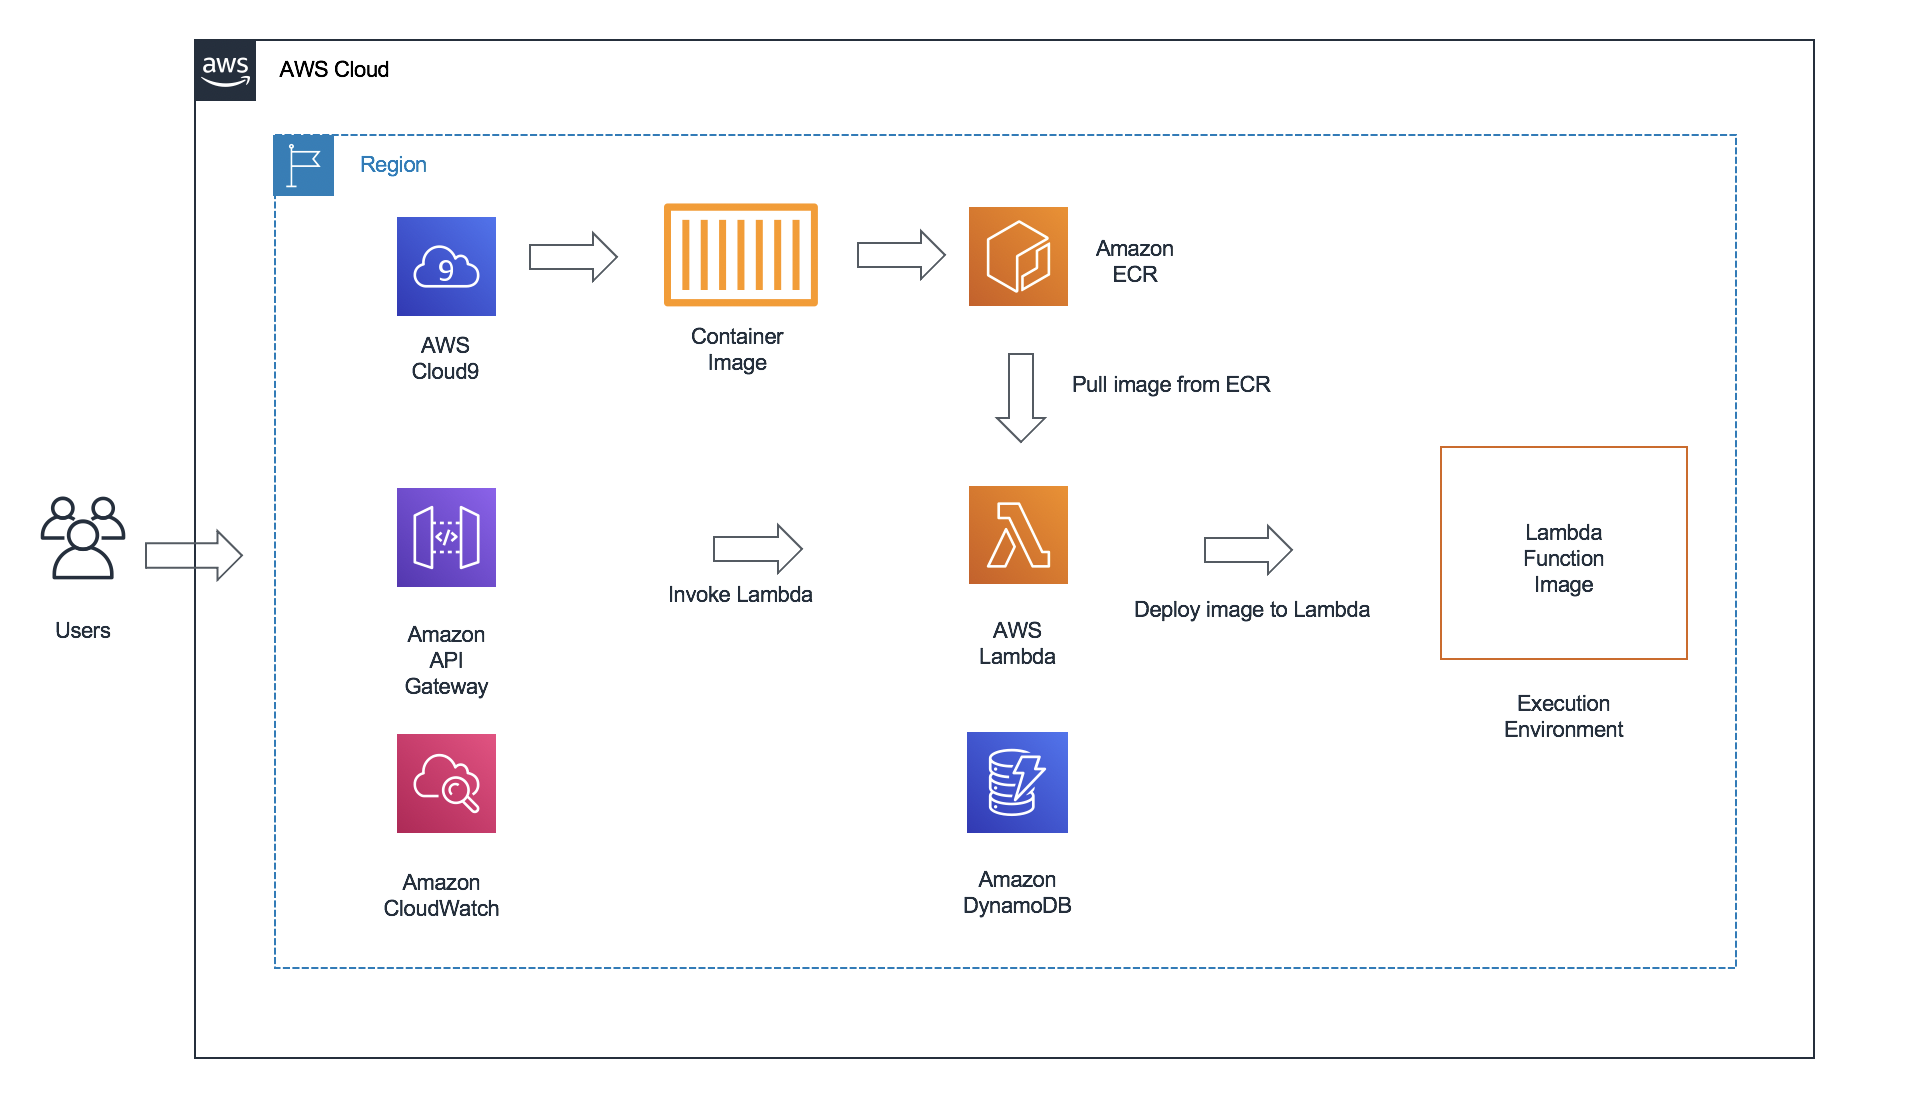 aws
AWS Cloud
Region
9
AWS
Cloud9
Container
Image
Amazon
ECR
Pull image from ECR
Users
</>
Amazon
API
Gateway
Invoke Lambda
AWS
Lambda
Deploy image to Lambda
Lambda
Function
Image
Execution
Environment
Amazon
CloudWatch
Amazon
DynamoDB